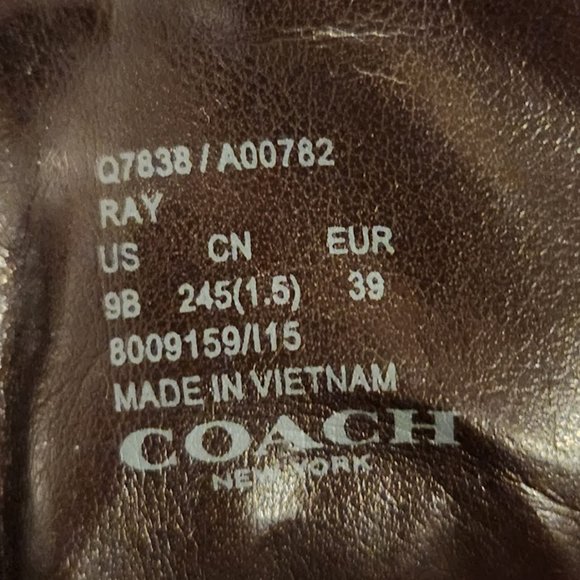 Q7838 / A00782
RAY
US CN EUR
9B 245(1.5) 39
8009159/I15
MADE IN VIETNAM
COACH
NEW YORK